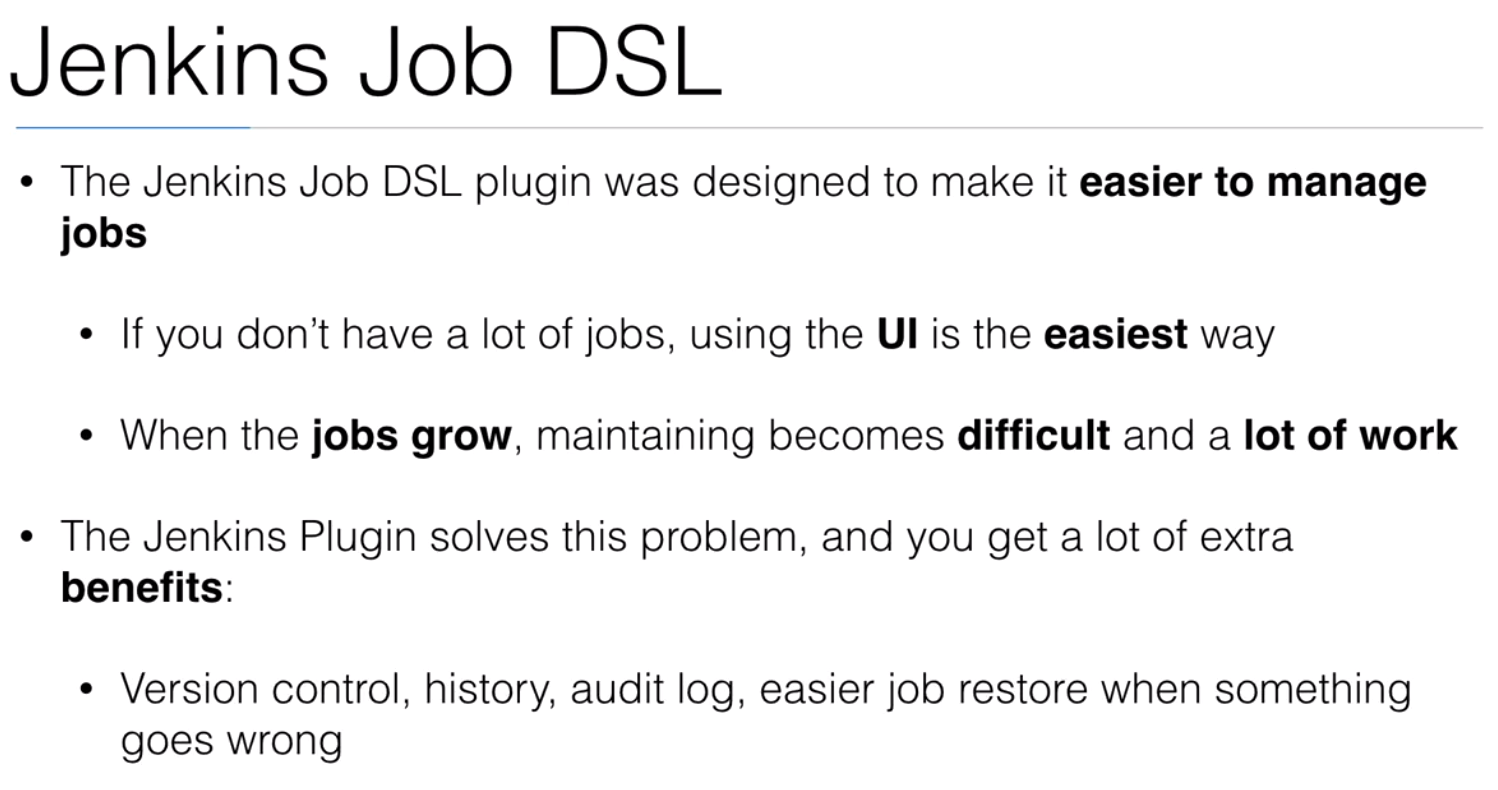 Jenkins Job DSL
• The Jenkins Job DSL plugin was designed to make it easier to manage
jobs
• If you don’t have a lot of jobs, using the UI is the easiest way
• When the jobs grow, maintaining becomes difficult and a lot of work
• The Jenkins Plugin solves this problem, and you get a lot of extra
benefits:
• Version control, history, audit log, easier job restore when something
goes wrong